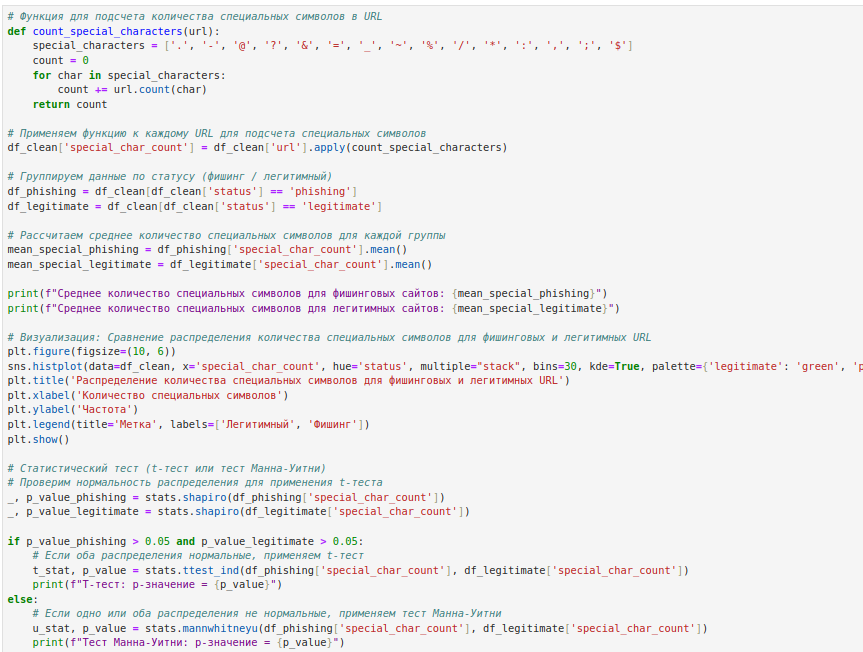 # Функция для подсчета количества специальных символов в URL
def count_special_characters(url):
    special_characters = ['.', '-', '@', '?', '&', '=', '_', '~', '%', '/', '*', ':', ',', ';', '$']
    count = 0
    for char in special_characters:
        count += url.count(char)
    return count

# Применяем функцию к каждому URL для подсчета специальных символов
df_clean['special_char_count'] = df_clean['url'].apply(count_special_characters)

# Группируем данные по статусу (фишинг / легитимный)
df_phishing = df_clean[df_clean['status'] == 'phishing']
df_legitimate = df_clean[df_clean['status'] == 'legitimate']

# Рассчитаем среднее количество специальных символов для каждой группы
mean_special_phishing = df_phishing['special_char_count'].mean()
mean_special_legitimate = df_legitimate['special_char_count'].mean()

print(f"Среднее количество специальных символов для фишинговых сайтов: {mean_special_phishing}")
print(f"Среднее количество специальных символов для легитимных сайтов: {mean_special_legitimate}")

# Визуализация: Сравнение распределения количества специальных символов для фишинговых и легитимных URL
plt.figure(figsize=(10, 6))
sns.histplot(data=df_clean, x='special_char_count', hue='status', multiple="stack", bins=30, kde=True, palette={'legitimate': 'green', 'p
plt.title('Распределение количества специальных символов для фишинговых и легитимных URL')
plt.xlabel('Количество специальных символов')
plt.ylabel('Частота')
plt.legend(title='Метка', labels=['Легитимный', 'Фишинг'])
plt.show()

# Статистический тест (t-тест или тест Манна-Уитни)
# Проверим нормальность распределения для применения t-теста
_, p_value_phishing = stats.shapiro(df_phishing['special_char_count'])
_, p_value_legitimate = stats.shapiro(df_legitimate['special_char_count'])

if p_value_phishing > 0.05 and p_value_legitimate > 0.05:
    # Если оба распределения нормальные, применяем t-тест
    t_stat, p_value = stats.ttest_ind(df_phishing['special_char_count'], df_legitimate['special_char_count'])
    print(f"T-тест: p-значение = {p_value}")
else:
    # Если одно или оба распределения не нормальные, применяем тест Манна-Уитни
    u_stat, p_value = stats.mannwhitneyu(df_phishing['special_char_count'], df_legitimate['special_char_count'])
    print(f"Тест Манна-Уитни: p-значение = {p_value}")